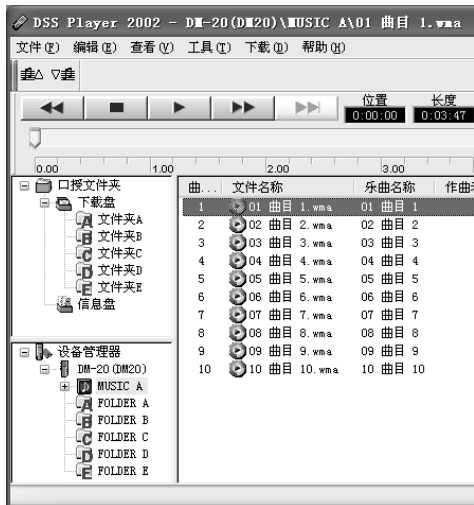 DSS Player 2002 - DM-20(DM20)\MUSIC A\01 曲目 1.wma
文件(F) 编辑(E) 查看(V) 工具(T) 下载(D) 帮助(H)
位置 长度
0:00:00 0:03:47
0.00 1.00 2.00 3.00
口授文件夹
下载盘
文件夹A
文件夹B
文件夹C
文件夹D
文件夹E
信息盘
设备管理器
DM-20(DM20)
MUSIC A
FOLDER A
FOLDER B
FOLDER C
FOLDER D
FOLDER E
曲... 文件名称 乐曲名称 作曲
1 01 曲目 1.wma 01 曲目 1
2 02 曲目 2.wma 02 曲目 2
3 03 曲目 3.wma 03 曲目 3
4 04 曲目 4.wma 04 曲目 4
5 05 曲目 5.wma 05 曲目 5
6 06 曲目 6.wma 06 曲目 6
7 07 曲目 7.wma 07 曲目 7
8 08 曲目 8.wma 08 曲目 8
9 09 曲目 9.wma 09 曲目 9
10 10 曲目 10.wma 10 曲目 10